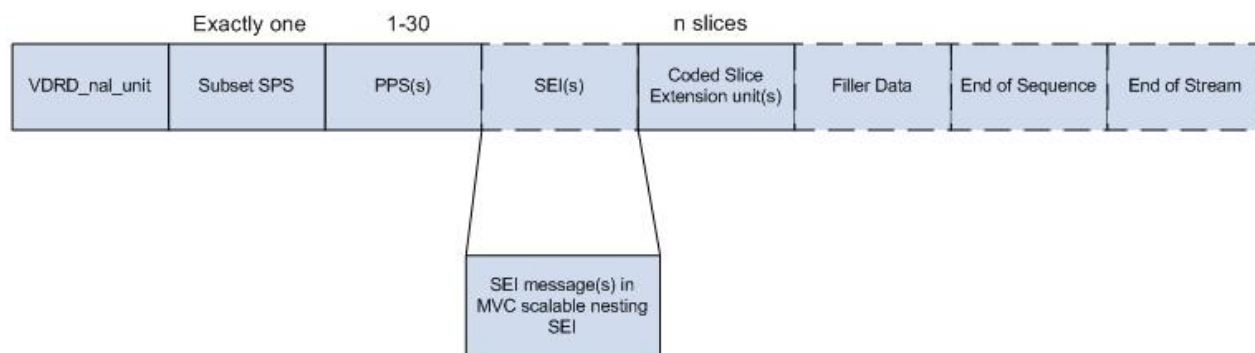 Exactly one
1-30
n slices
VDRD_nal_unit
Subset SPS
PPS(s)
SEI(s)
Coded Slice
Extension unit(s)
Filler Data
End of Sequence
End of Stream
SEI message(s) in
MVC scalable nesting
SEI